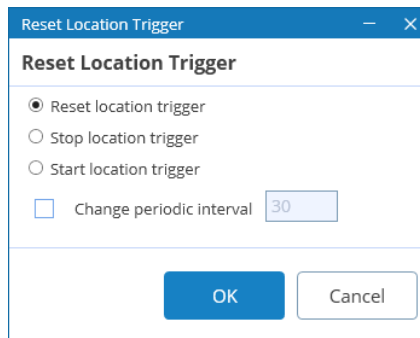 Reset Location Trigger
Reset Location Trigger
Reset location trigger
Stop location trigger
Start location trigger
Change periodic interval 30
OK Cancel